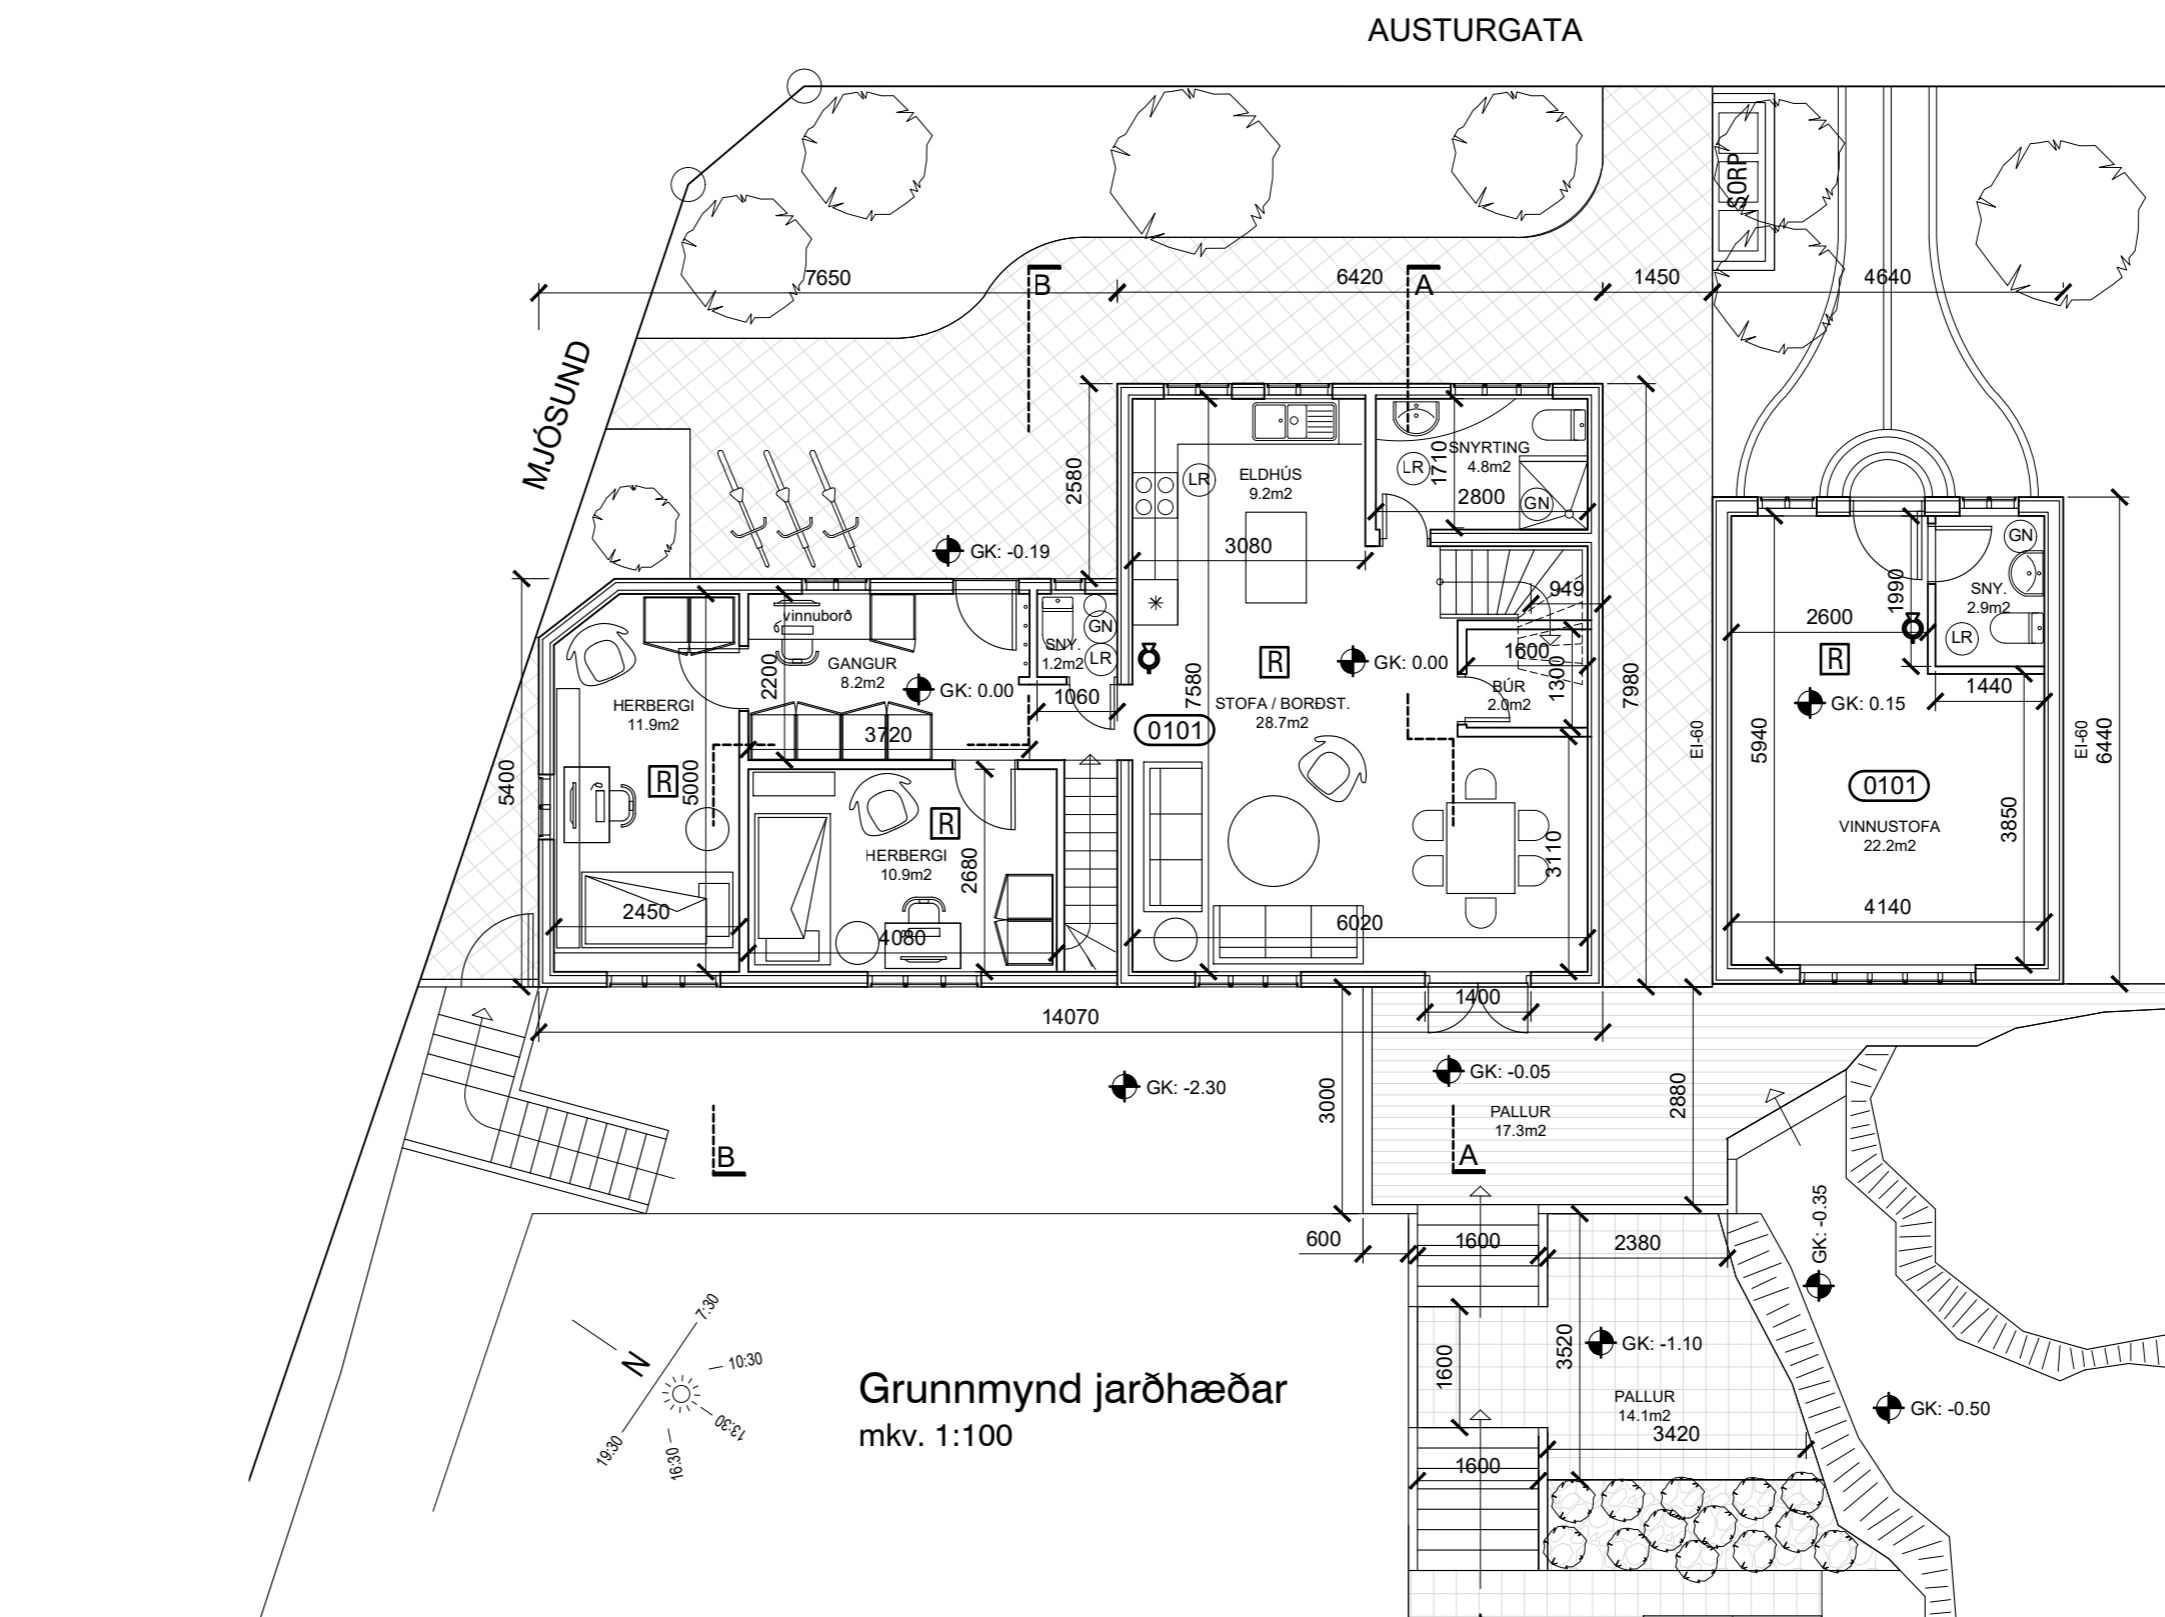 AUSTURGATA
MJÓSUND
SORP
7650
B
6420
A
1450
4640
2580
ELDHÚS
9.2m2
LR
3080
SNYRTING
4.8m2
LR
1710
2800
GN
GK: -0.19
949
1600
1300
BÚR
2.0m2
7980
vinnuborð
2200
GANGUR
8.2m2
GK: 0.00
3720
SNY.
1.2m2
GN
LR
1060
7580
R
GK: 0.00
STOFA / BORÐST.
28.7m2
0101
HERBERGI
11.9m2
R
5000
5400
2450
HERBERGI
10.9m2
R
2680
4080
6020
3110
GN
SNY.
2.9m2
LR
1990
2600
R
1440
GK: 0.15
EI-60
5940
0101
VINNUSTOFA
22.2m2
3850
4140
EI-60
6440
14070
1400
GK: -2.30
GK: -0.05
3000
PALLUR
17.3m2
2880
B
A
600
1600
2380
GK: -0.35
3520
GK: -1.10
1600
PALLUR
14.1m2
3420
GK: -0.50
1600
N
7:30
10:30
13:30
16:30
19:30
Grunnmynd jarðhæðar
mkv. 1:100